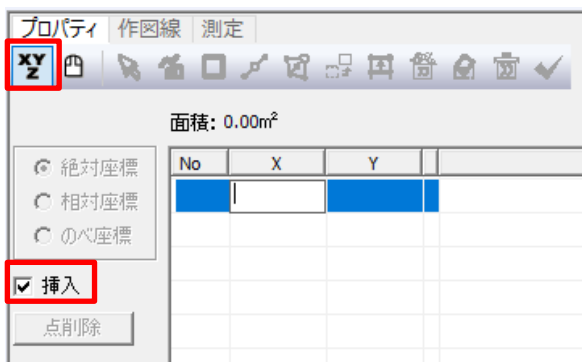 プロパティ 作図線 測定
XY
Z
面積: 0.00㎡
絶対座標
相対座標
のべ座標
No X Y
挿入
点削除